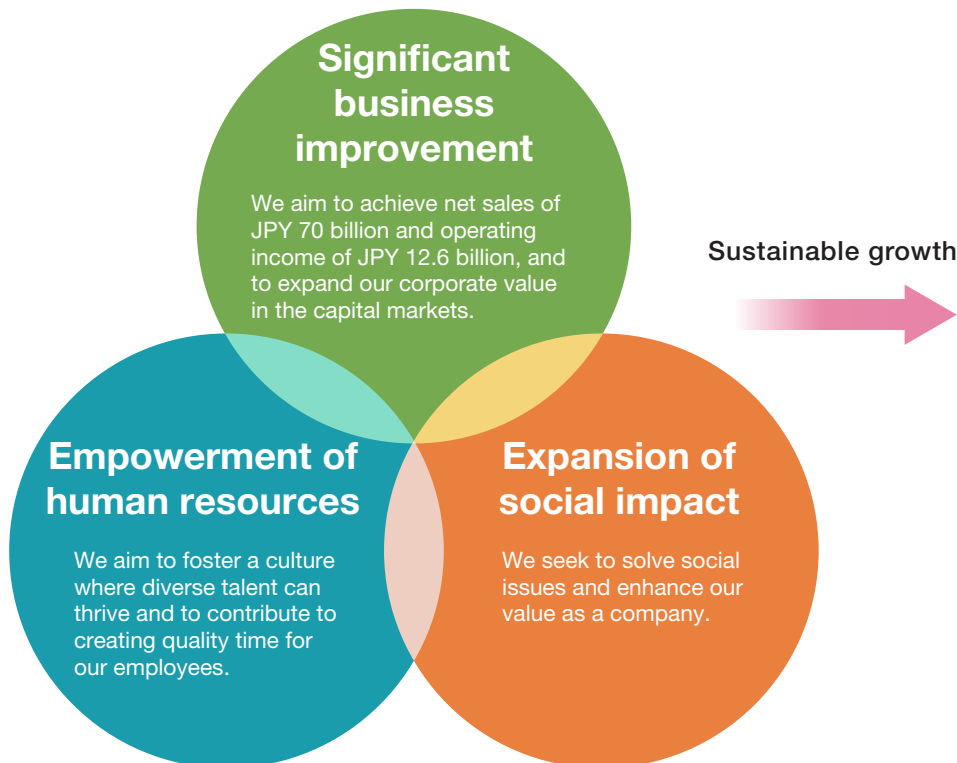 Significant
business
improvement
We aim to achieve net sales of
JPY 70 billion and operating
income of JPY 12.6 billion, and
to expand our corporate value
in the capital markets.
Sustainable growth
Empowerment of
human resources
We aim to foster a culture
where diverse talent can
thrive and to contribute to
creating quality time for
our employees.
Expansion of
social impact
We seek to solve social
issues and enhance our
value as a company.